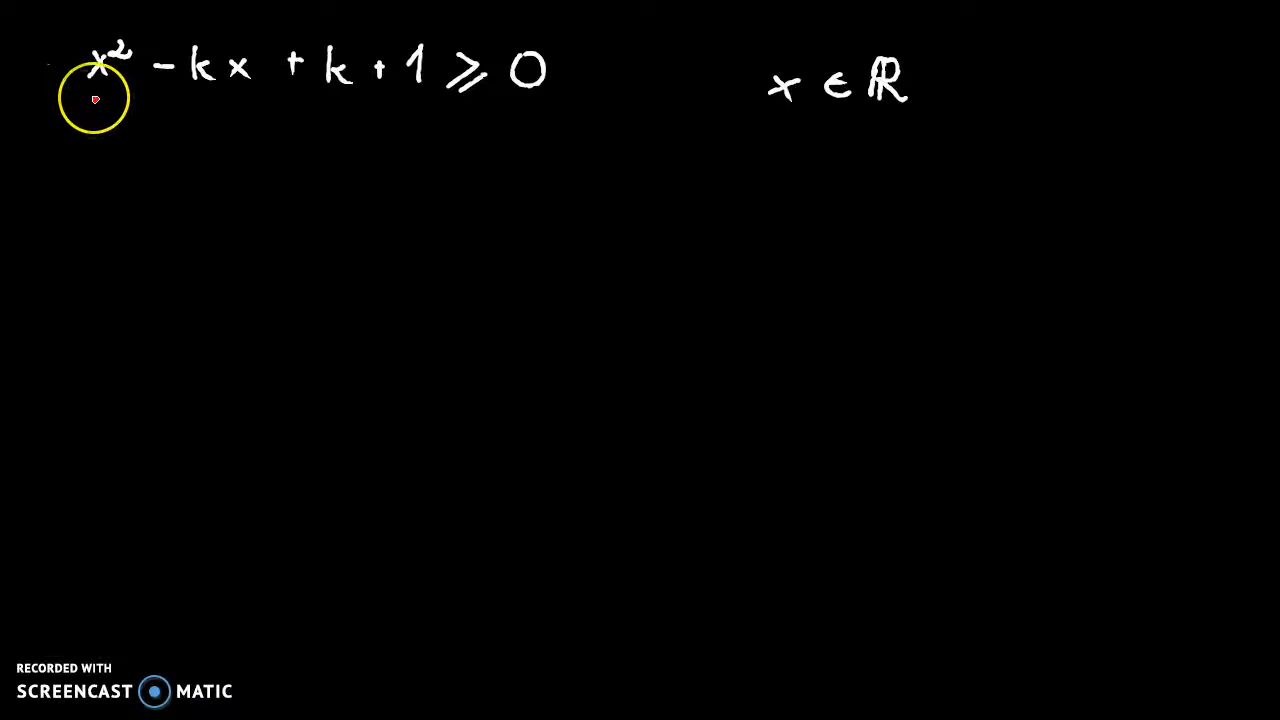 x² - kx + k + 1 ⩾ 0 x ∈ ℝ
RECORDED WITH
SCREENCAST MATIC